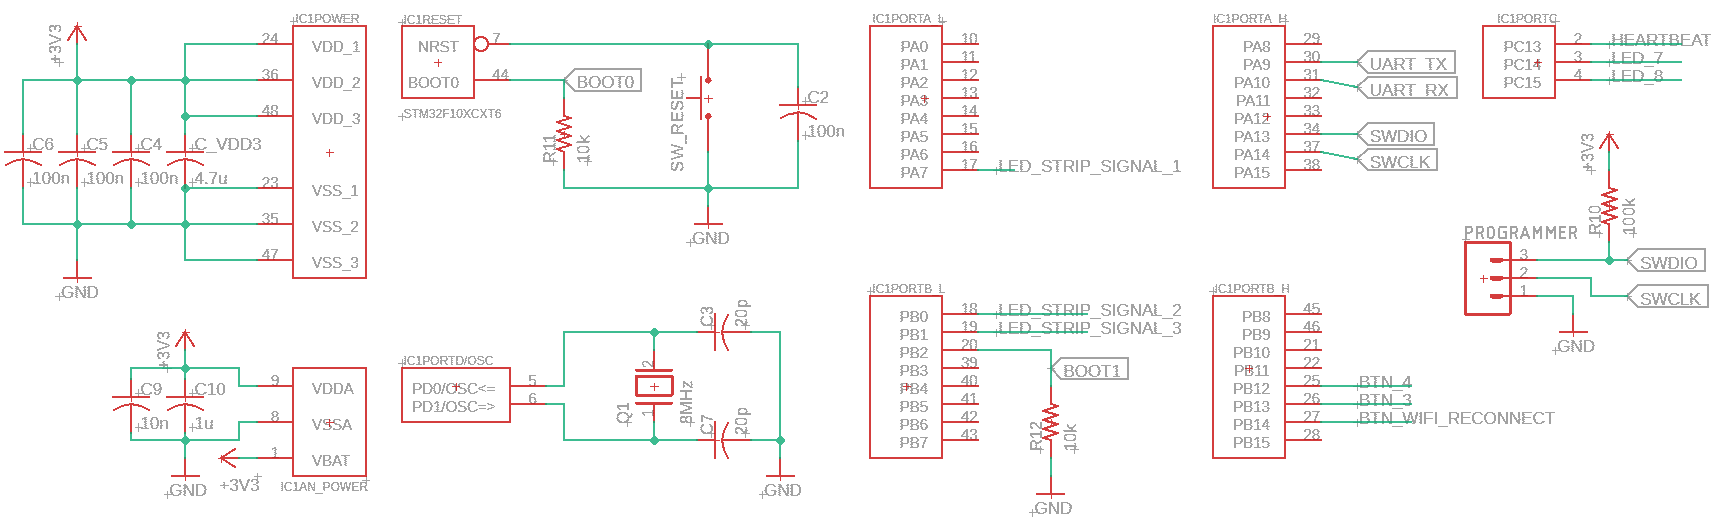 IC1POWER
+3V3
24 VDD_1
36 VDD_2
48 VDD_3
C6 100n
C5 100n
C4 100n
C_VDD3 4.7u
23 VSS_1
35 VSS_2
47 VSS_3
GND
IC1RESET
NRST 7
BOOT0 44
STM32F10XCXT6
BOOT0
R11 10k
SW_RESET
C2
100n
GND
IC1PORTA_L
PA0 10
PA1 11
PA2 12
PA3 13
PA4 14
PA5 15
PA6 16
PA7 17 LED_STRIP_SIGNAL_1
IC1PORTA_H
PA8 29
PA9 30 UART_TX
PA10 31 UART_RX
PA11 32
PA12 33
PA13 34 SWDIO
PA14 37 SWCLK
PA15 38
IC1PORTC
PC13 2 HEARTBEAT
PC14 3 LED_7
PC15 4 LED_8
+3V3
R10 100k
PROGRAMMER
3 SWDIO
2 SWCLK
1
GND
+3V3
C9 10n
C10 1u
GND
9 VDDA
8 VSSA
1 VBAT
+3V3
IC1AN_POWER
IC1PORTD/OSC
PD0/OSC<= 5
PD1/OSC=> 6
Q1 8MHz
2
1
C3 20p
C7 20p
GND
IC1PORTB_L
PB0 18 LED_STRIP_SIGNAL_2
PB1 19 LED_STRIP_SIGNAL_3
PB2 20
PB3 39
PB4 40
PB5 41
PB6 42
PB7 43
BOOT1
R12 10k
GND
IC1PORTB_H
PB8 45
PB9 46
PB10 21
PB11 22
PB12 25 BTN_4
PB13 26 BTN_3
PB14 27 BTN_WIFI_RECONNECT
PB15 28